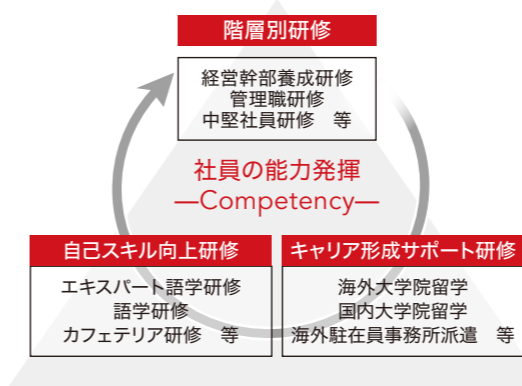 階層別研修
経営幹部養成研修
管理職研修
中堅社員研修　等
社員の能力発揮
—Competency—
自己スキル向上研修
エキスパート語学研修
語学研修
カフェテリア研修　等
キャリア形成サポート研修
海外大学院留学
国内大学院留学
海外駐在員事務所派遣　等